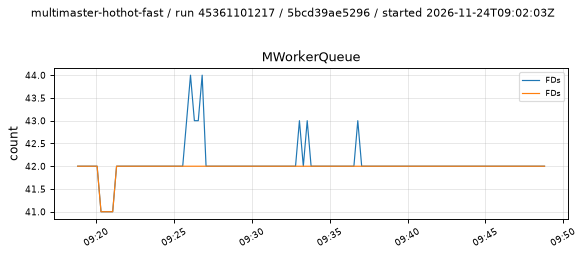 multimaster-hothot-fast / run 45361101217 / 5bcd39ae5296 / started 2026-11-24T09:02:03Z
MWorkerQueue
FDs
FDs
count
44.0
43.5
43.0
42.5
42.0
41.5
41.0
09:20
09:25
09:30
09:35
09:40
09:45
09:50